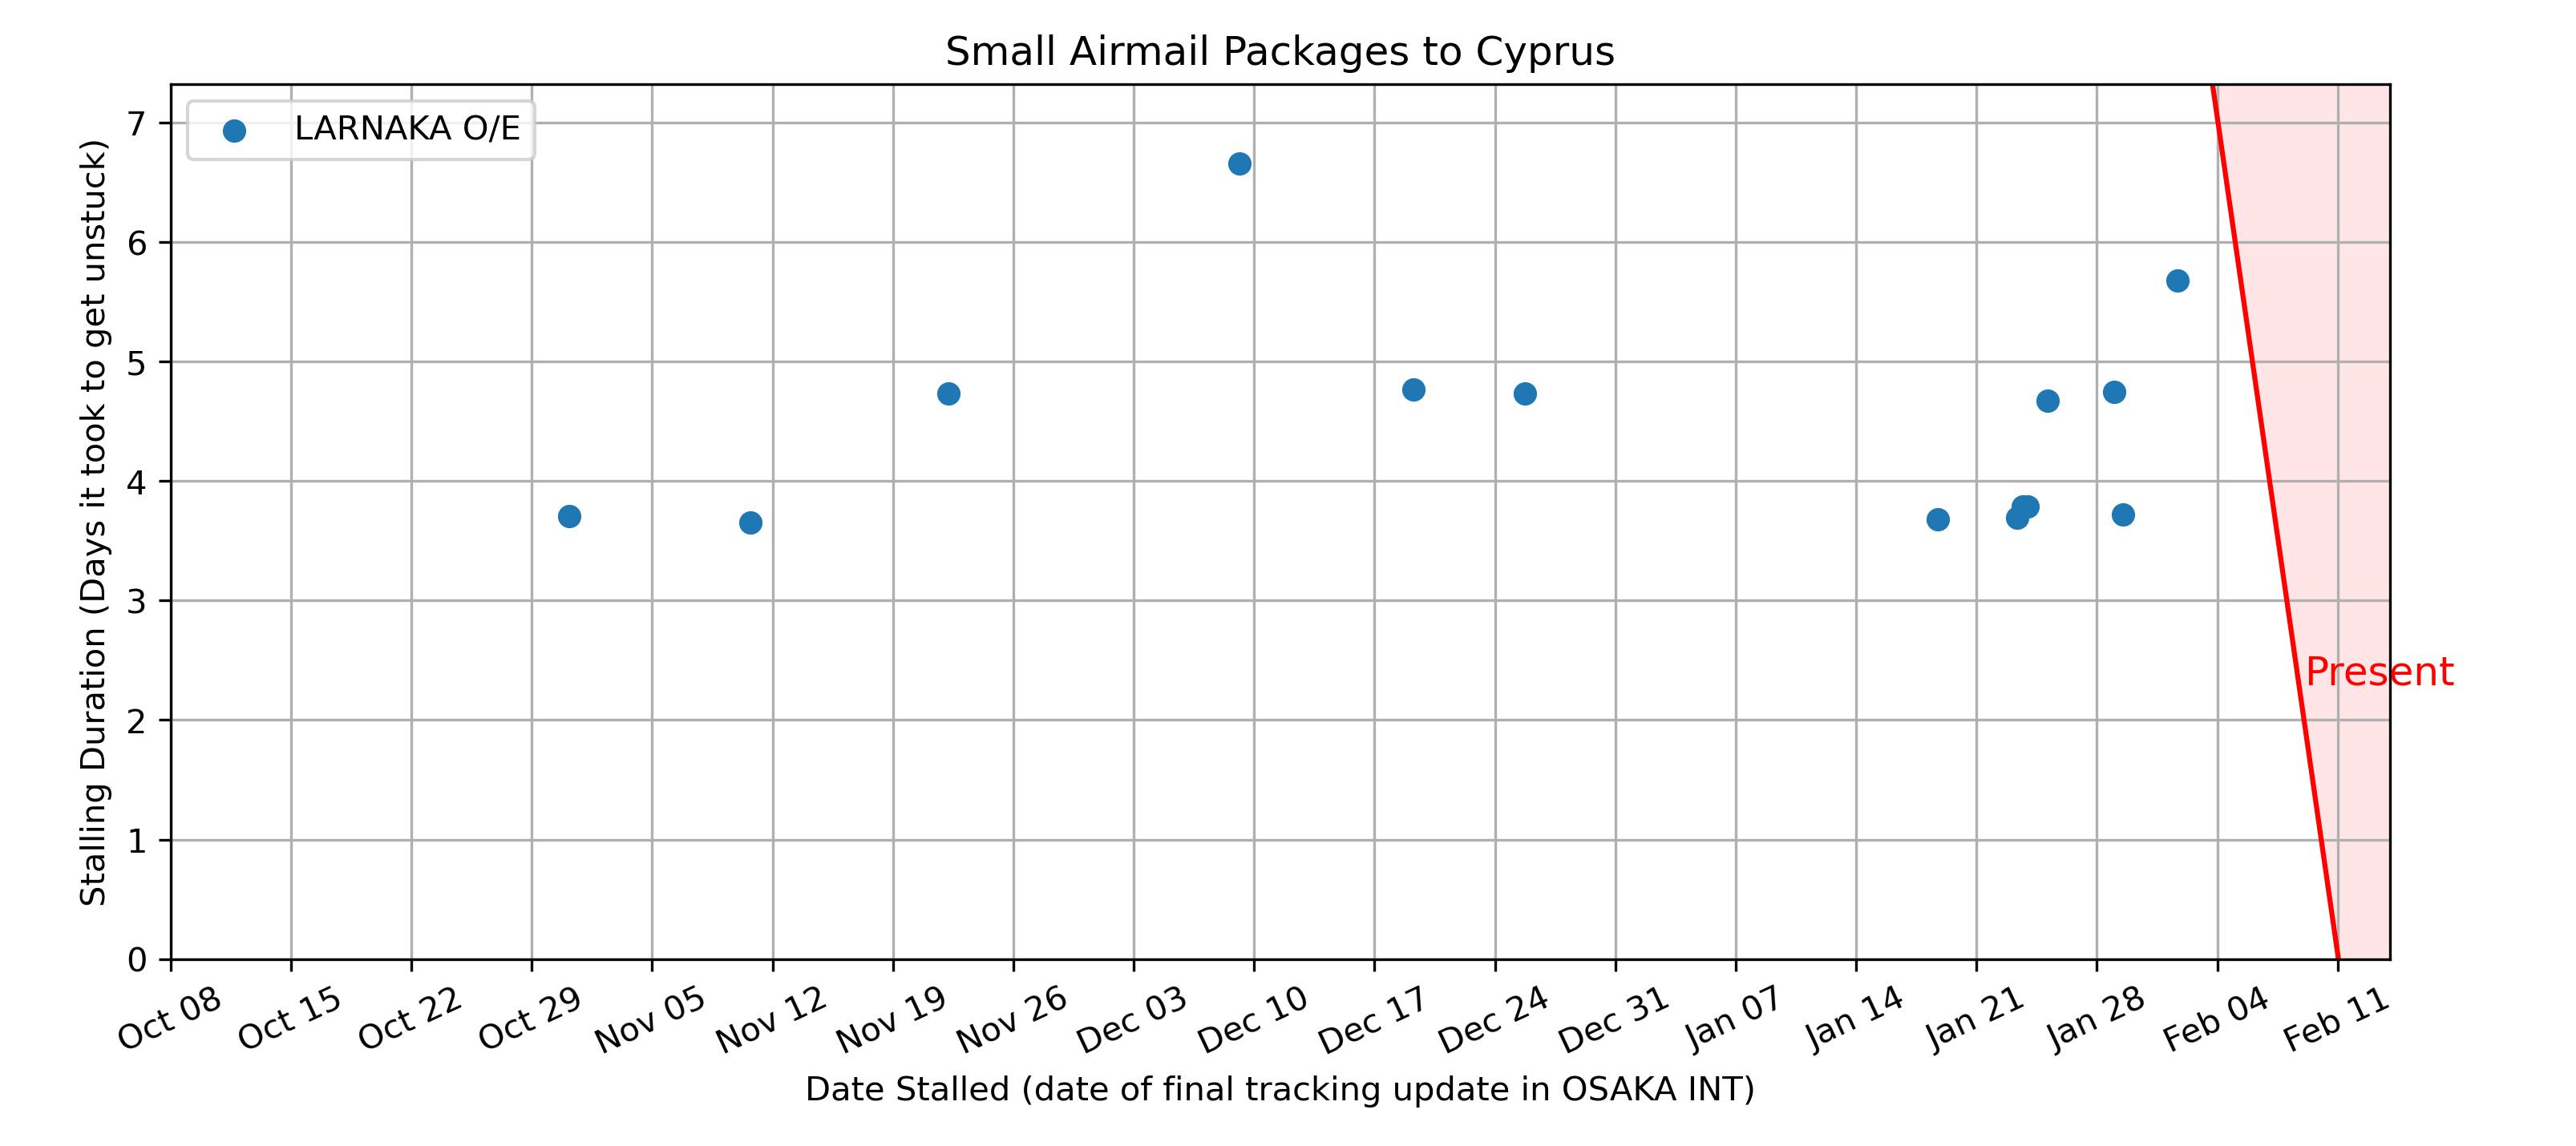 Small Airmail Packages to Cyprus
LARNAKA O/E
Stalling Duration (Days it took to get unstuck)
7
6
5
4
3
2
1
0
Present
Oct 08
Oct 15
Oct 22
Oct 29
Nov 05
Nov 12
Nov 19
Nov 26
Dec 03
Dec 10
Dec 17
Dec 24
Dec 31
Jan 07
Jan 14
Jan 21
Jan 28
Feb 04
Feb 11
Date Stalled (date of final tracking update in OSAKA INT)